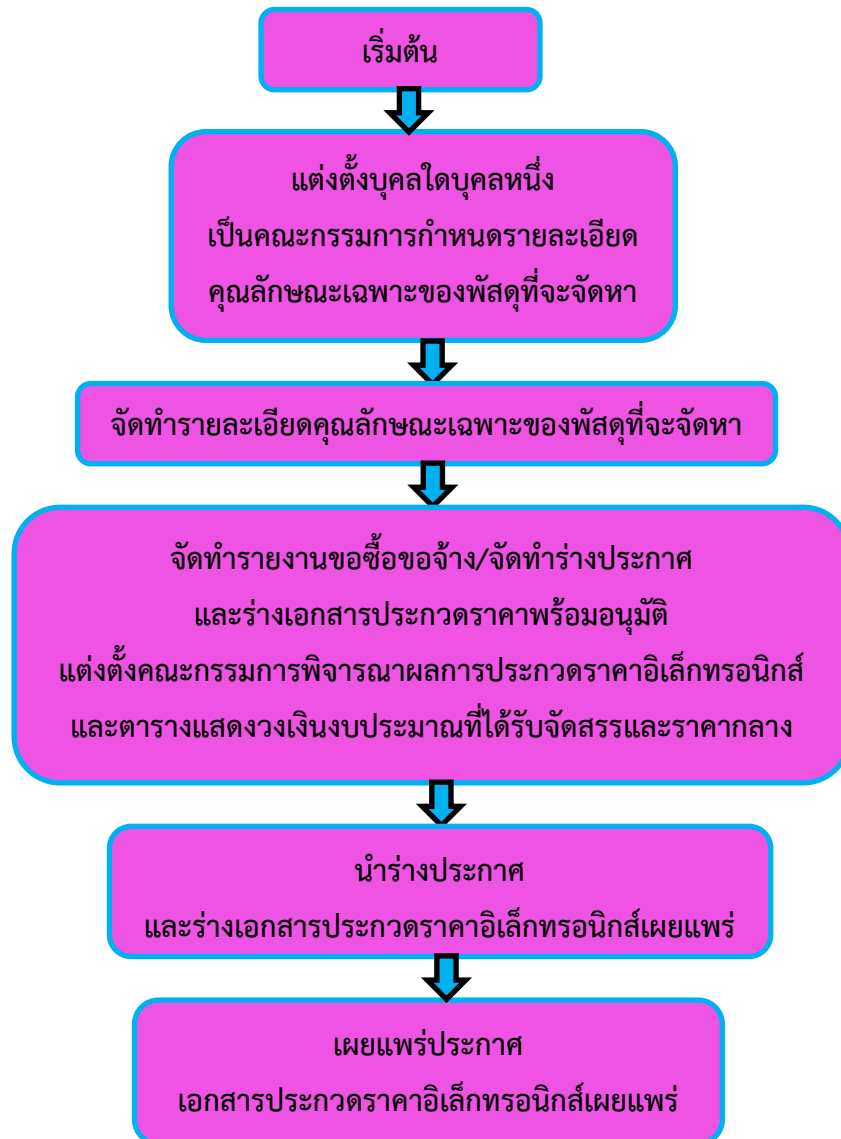 เริ่มต้น
แต่งตั้งบุคลใดบุคลหนึ่ง
เป็นคณะกรรมการกำหนดรายละเอียด
คุณลักษณะเฉพาะของพัสดุที่จะจัดหา
จัดทำรายละเอียดคุณลักษณะเฉพาะของพัสดุที่จะจัดหา
จัดทำรายงานขอซื้อขอจ้าง/จัดทำร่างประกาศ
และร่างเอกสารประกวดราคาพร้อมอนุมัติ
แต่งตั้งคณะกรรมการพิจารณาผลการประกวดราคาอิเล็กทรอนิกส์
และตารางแสดงวงเงินงบประมาณที่ได้รับจัดสรรและราคากลาง
นำร่างประกาศ
และร่างเอกสารประกวดราคาอิเล็กทรอนิกส์เผยแพร่
เผยแพร่ประกาศ
เอกสารประกวดราคาอิเล็กทรอนิกส์เผยแพร่